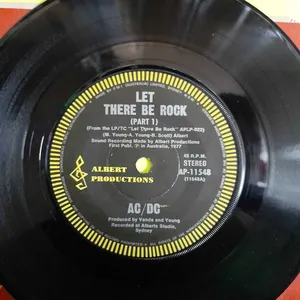 LET
THERE BE ROCK
(PART 1)
(From the LP/TC "Let There Be Rock" APLP-022)
(M. Young-A. Young-B. Scott) Albert
Sound Recording Made by Albert Productions
First Pub. in Australia, 1977
45 R.P.M.
STEREO
AP-11548
(11548A)
ALBERT
PRODUCTIONS
AC/DC
Produced by Vanda and Young
Recorded at Alberts Studio,
Sydney